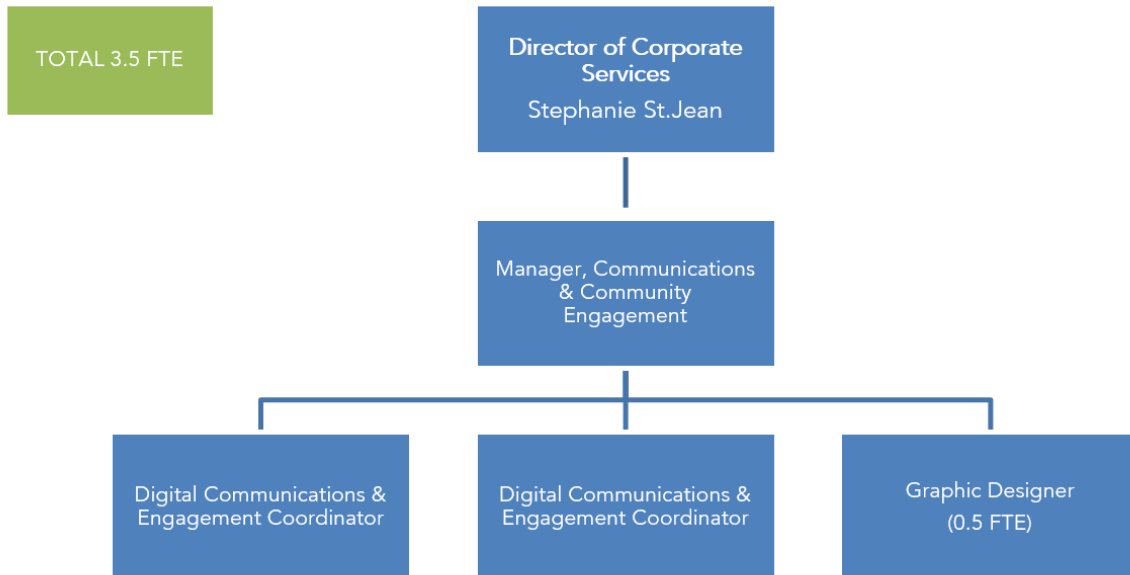 TOTAL 3.5 FTE
Director of Corporate
Services
Stephanie St.Jean
Manager, Communications
& Community
Engagement
Digital Communications &
Engagement Coordinator
Digital Communications &
Engagement Coordinator
Graphic Designer
(0.5 FTE)